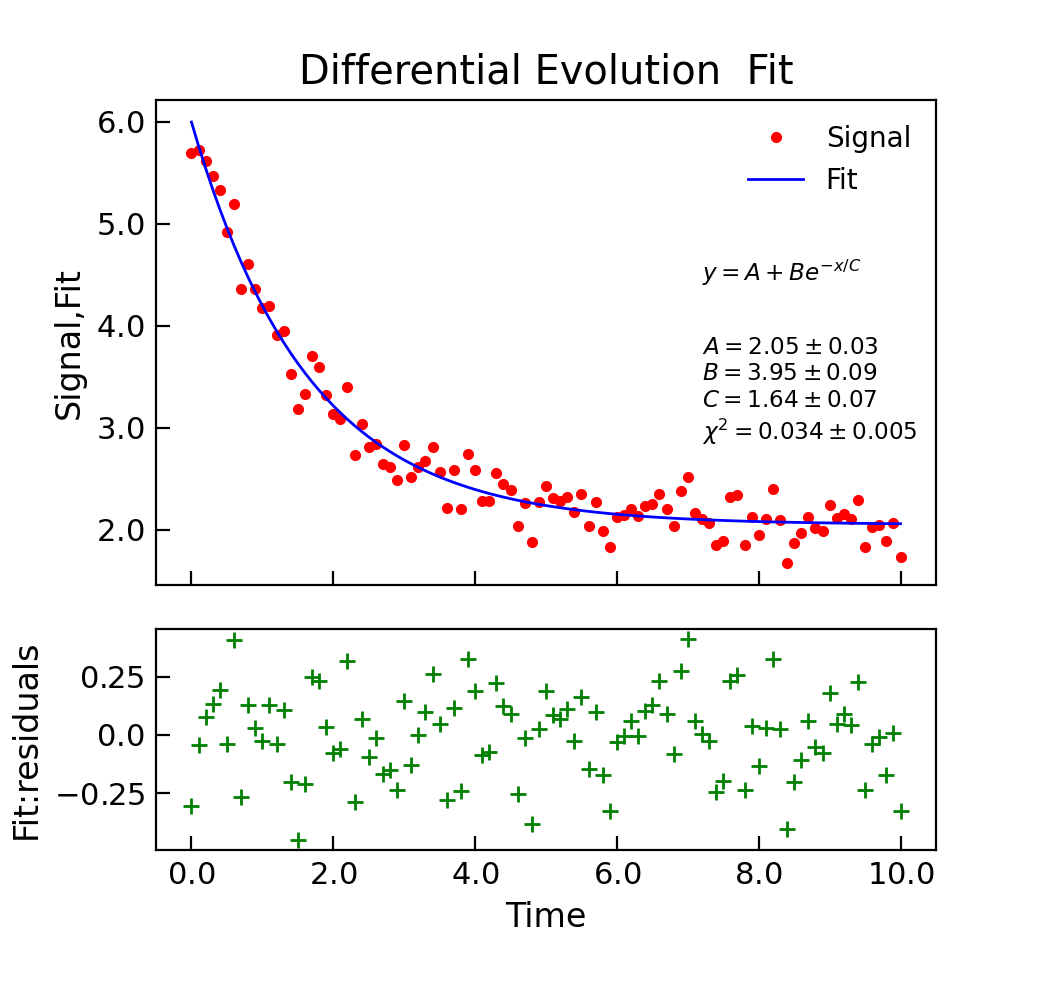 Differential Evolution  Fit
6.0
5.0
4.0
3.0
2.0
Signal,Fit
Signal
Fit
y = A + Be^{-x/C}
A = 2.05 ± 0.03
B = 3.95 ± 0.09
C = 1.64 ± 0.07
χ² = 0.034 ± 0.005
0.25
0.0
−0.25
Fit:residuals
0.0 2.0 4.0 6.0 8.0 10.0
Time